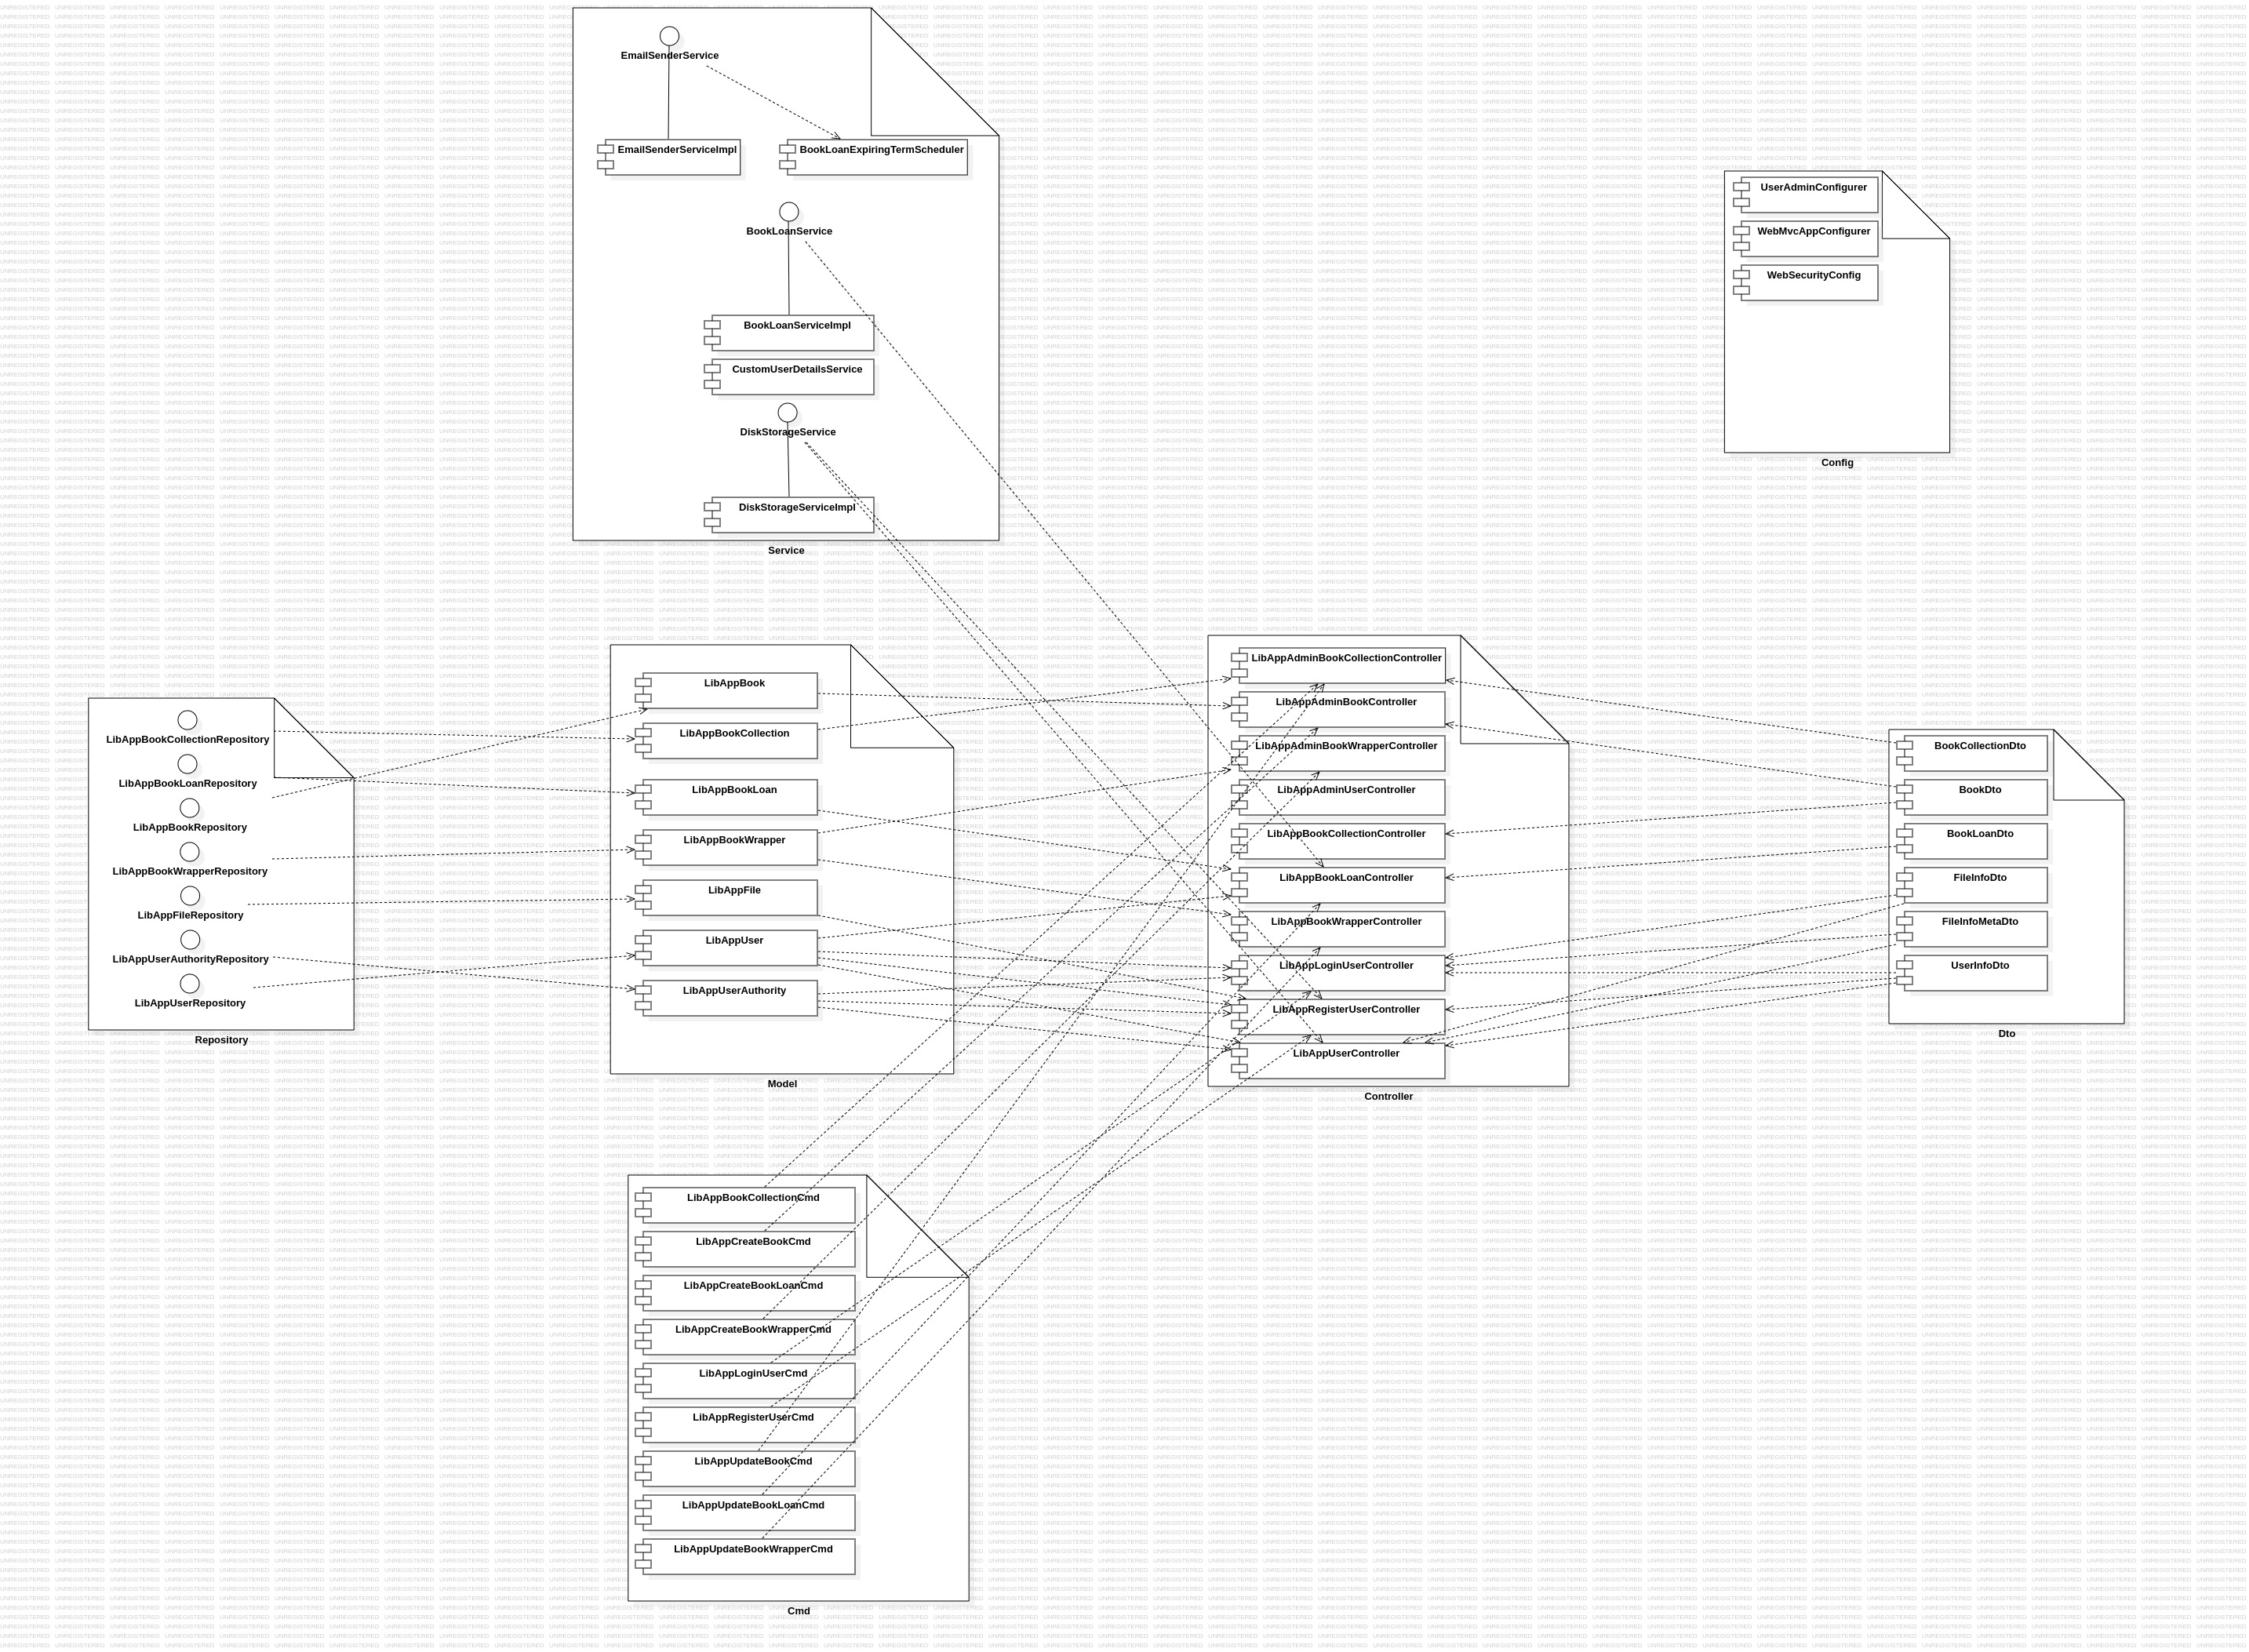 EmailSenderService
EmailSenderServiceImpl
BookLoanExpiringTermScheduler
BookLoanService
BookLoanServiceImpl
CustomUserDetailsService
DiskStorageService
DiskStorageServiceImpl
Service
UserAdminConfigurer
WebMvcAppConfigurer
WebSecurityConfig
Config
LibAppBookCollectionRepository
LibAppBookLoanRepository
LibAppBookRepository
LibAppBookWrapperRepository
LibAppFileRepository
LibAppUserAuthorityRepository
LibAppUserRepository
Repository
LibAppBook
LibAppBookCollection
LibAppBookLoan
LibAppBookWrapper
LibAppFile
LibAppUser
LibAppUserAuthority
Model
LibAppAdminBookCollectionController
LibAppAdminBookController
LibAppAdminBookWrapperController
LibAppAdminUserController
LibAppBookCollectionController
LibAppBookLoanController
LibAppBookWrapperController
LibAppLoginUserController
LibAppRegisterUserController
LibAppUserController
Controller
BookCollectionDto
BookDto
BookLoanDto
FileInfoDto
FileInfoMetaDto
UserInfoDto
Dto
LibAppBookCollectionCmd
LibAppCreateBookCmd
LibAppCreateBookLoanCmd
LibAppCreateBookWrapperCmd
LibAppLoginUserCmd
LibAppRegisterUserCmd
LibAppUpdateBookCmd
LibAppUpdateBookLoanCmd
LibAppUpdateBookWrapperCmd
Cmd
UNREGISTERED